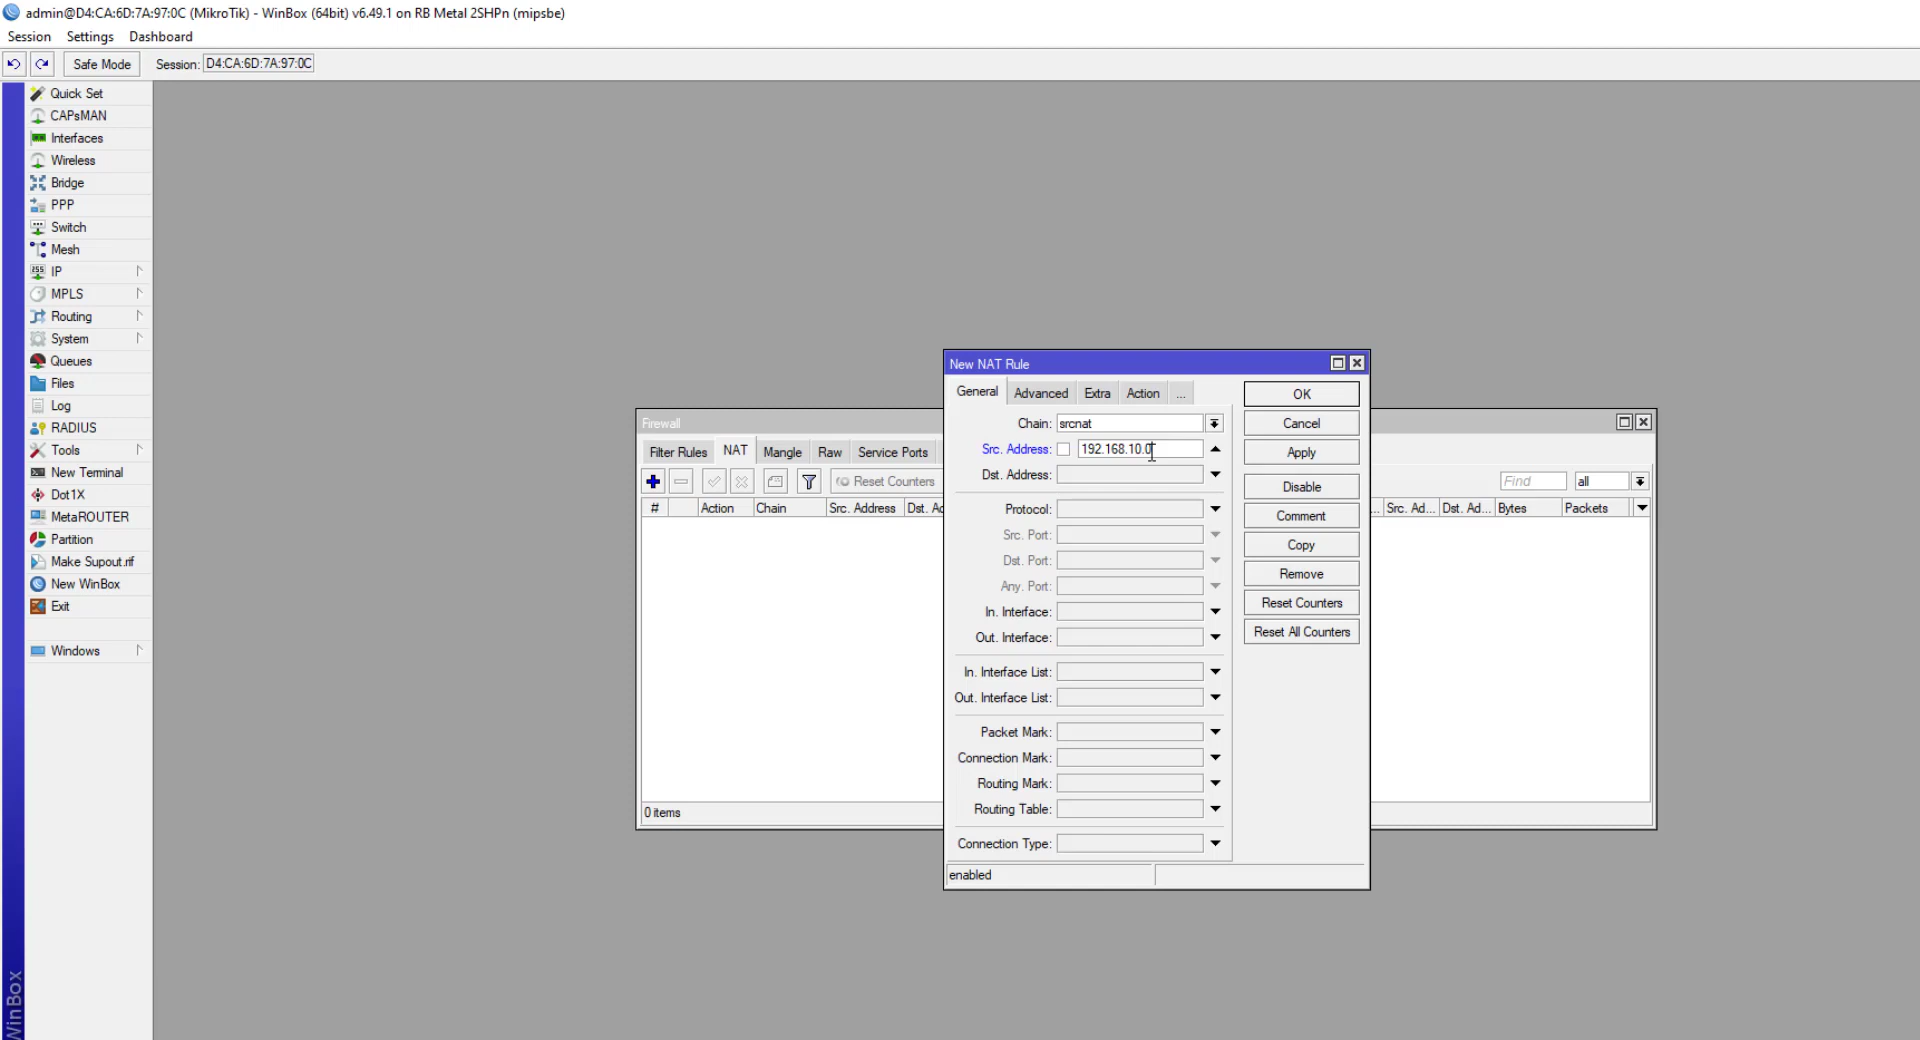 admin@D4:CA:6D:7A:97:0C (MikroTik) - WinBox (64bit) v6.49.1 on RB Metal 2SHPn (mipsbe)
Session Settings Dashboard
Safe Mode Session: D4:CA:6D:7A:97:0C
Quick Set
CAPsMAN
Interfaces
Wireless
Bridge
PPP
Switch
Mesh
IP
MPLS
Routing
System
Queues
Files
Log
RADIUS
Tools
New Terminal
Dot1X
MetaROUTER
Partition
Make Supout.rif
New WinBox
Exit
Windows
WinBox
Firewall
Filter Rules NAT Mangle Raw Service Ports
Reset Counters Find all
# Action Chain Src. Address Dst. Ad ... Src. Ad... Dst. Ad... Bytes Packets
0 items
New NAT Rule
General Advanced Extra Action ...
Chain: srcnat
Src. Address: 192.168.10.0
Dst. Address:
Protocol:
Src. Port:
Dst. Port:
Any. Port:
In. Interface:
Out. Interface:
In. Interface List:
Out. Interface List:
Packet Mark:
Connection Mark:
Routing Mark:
Routing Table:
Connection Type:
enabled
OK
Cancel
Apply
Disable
Comment
Copy
Remove
Reset Counters
Reset All Counters